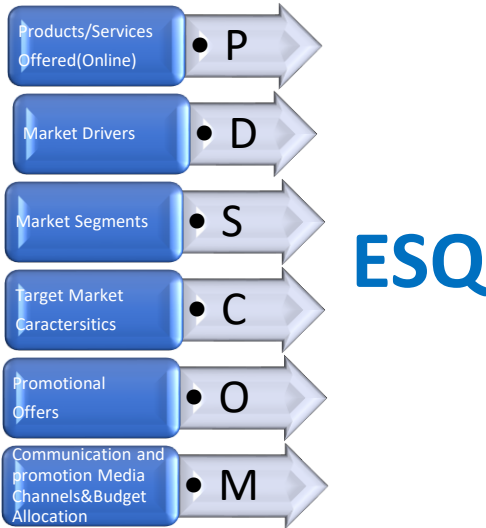 Products/Services
Offered(Online)
• P
Market Drivers
• D
Market Segments
• S
Target Market
Caractersitics
• C
Promotional
Offers
• O
Communication and
promotion Media
Channels&Budget
Allocation
• M
ESQ